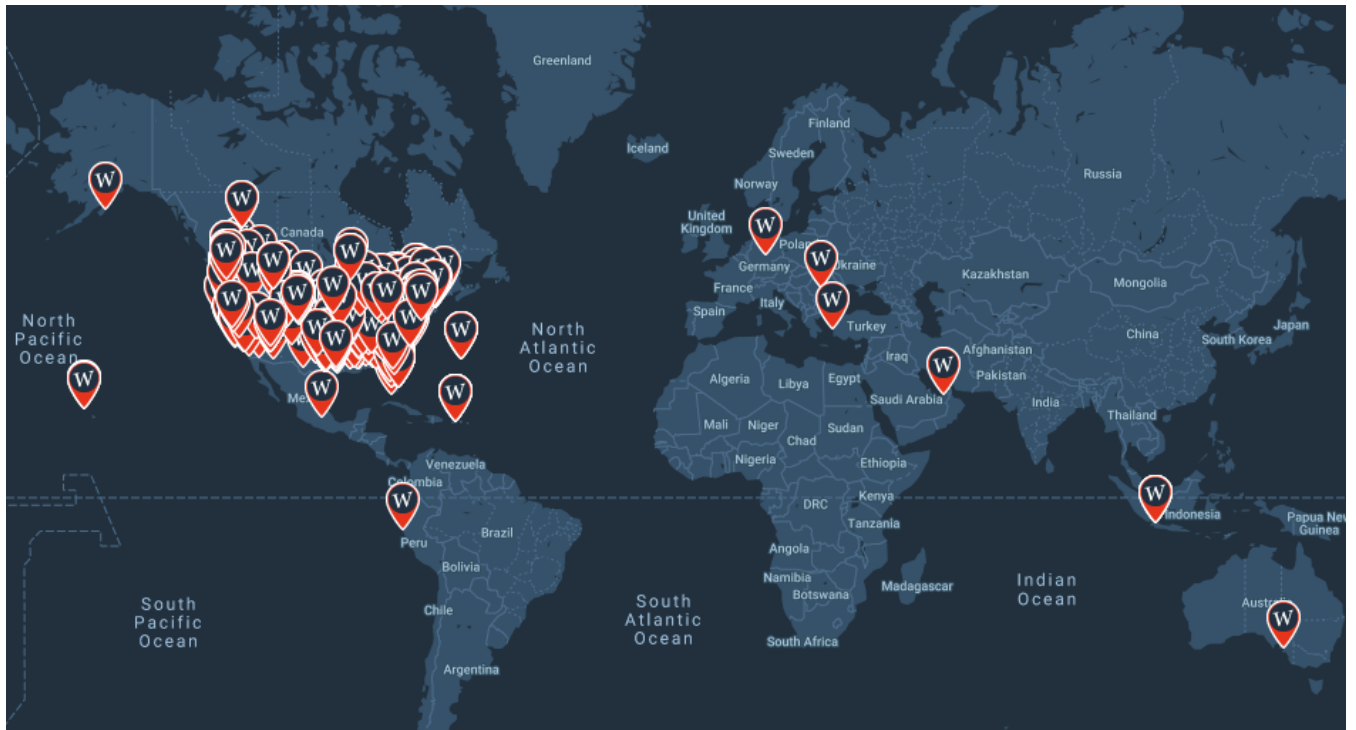 Greenland
Iceland
Finland
Sweden
Norway
Russia
United
Kingdom
Canada
Poland
Germany
Ukraine
France
Italy
Spain
Turkey
Kazakhstan
Mongolia
China
Japan
South Korea
North
Pacific
Ocean
North
Atlantic
Ocean
Iraq
Afghanistan
Pakistan
Algeria
Libya
Egypt
Saudi Arabia
India
Thailand
Mali
Niger
Chad
Sudan
Nigeria
Ethiopia
Venezuela
Colombia
DRC
Kenya
Tanzania
Indonesia
Papua New
Guinea
Peru
Brazil
Bolivia
Angola
Namibia
Botswana
Madagascar
Indian
Ocean
South
Pacific
Ocean
South
Atlantic
Ocean
Chile
South Africa
Argentina
W
W
W
W
W
W
W
W
W
W
W
W